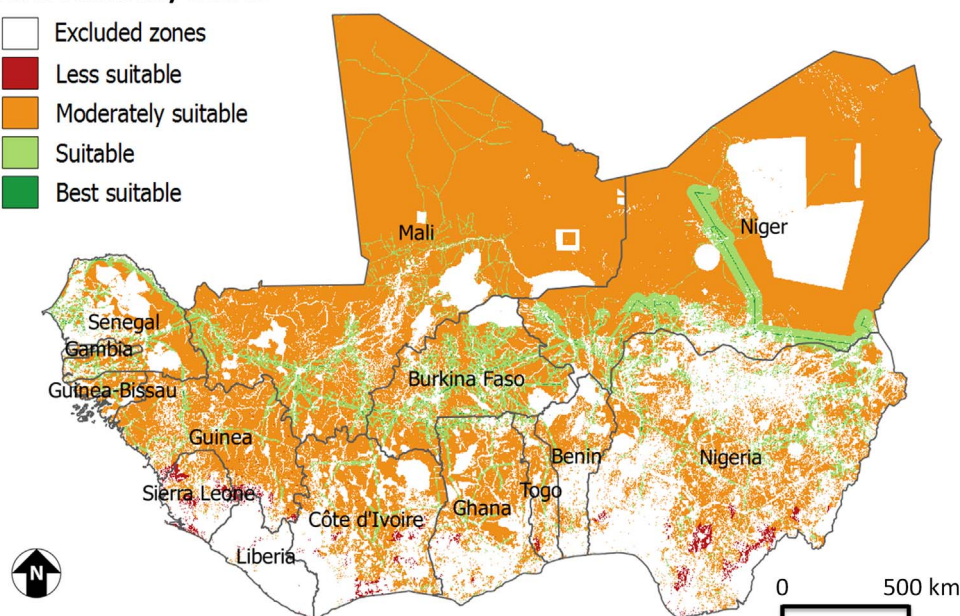 Excluded zones
Less suitable
Moderately suitable
Suitable
Best suitable
Mali
Niger
Senegal
Gambia
Guinea-Bissau
Burkina Faso
Guinea
Benin
Nigeria
Sierra Leone
Togo
Ghana
Côte d'Ivoire
Liberia
N
0 500 km